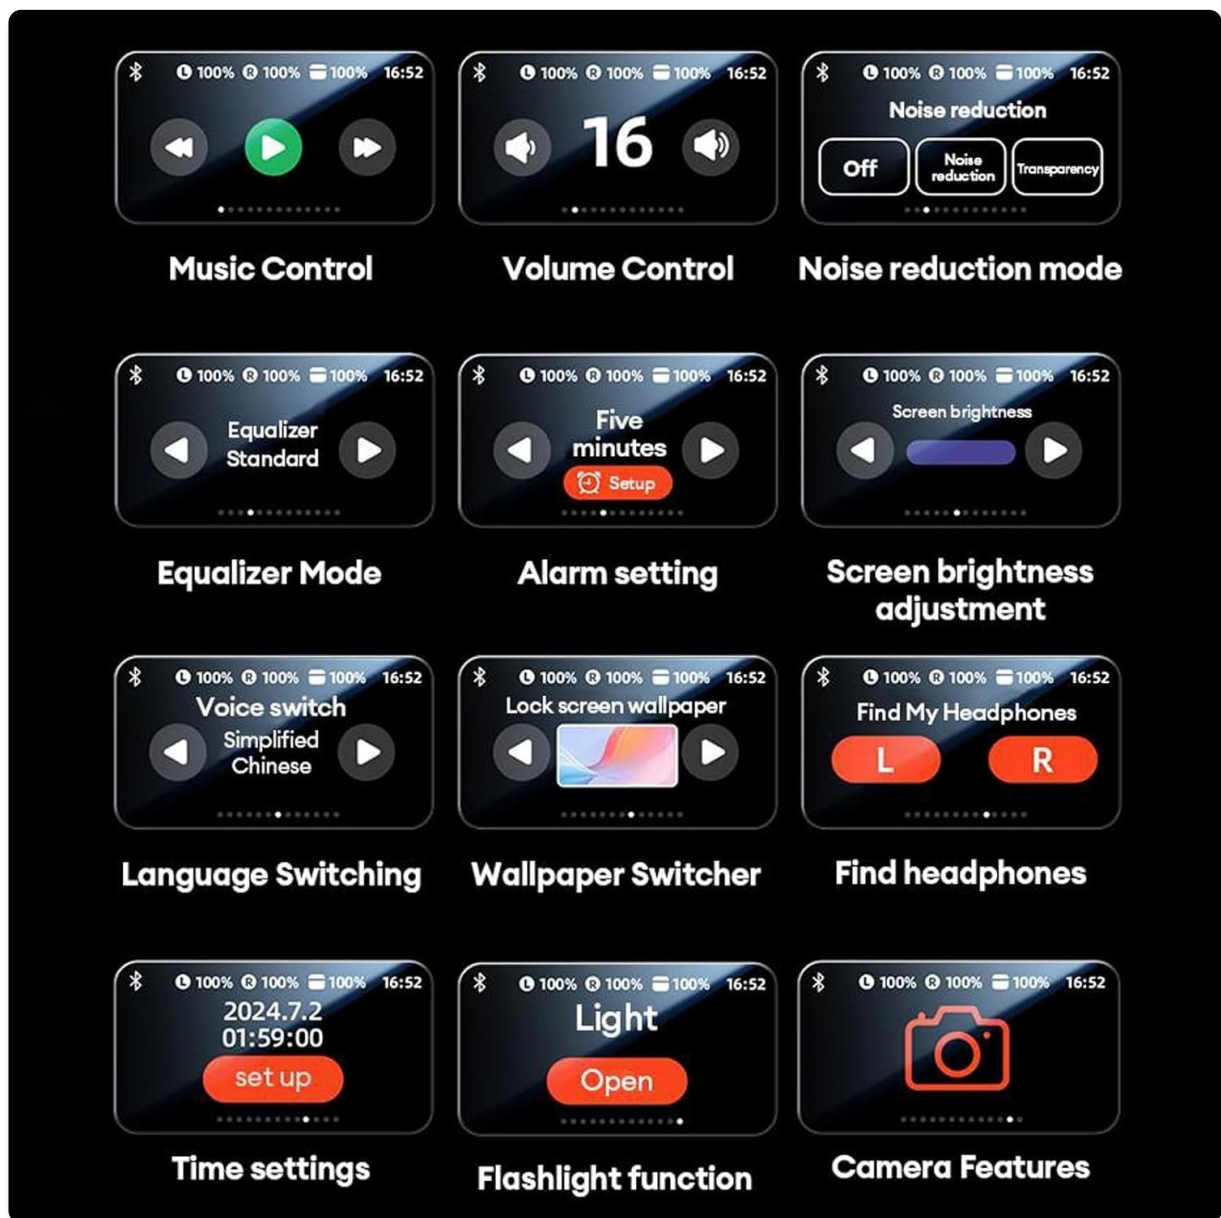 L 100% R 100% 100% 16:52
Music Control
L 100% R 100% 100% 16:52
16
Volume Control
L 100% R 100% 100% 16:52
Noise reduction
Off
Noise
reduction
Transparency
Noise reduction mode
L 100% R 100% 100% 16:52
Equalizer
Standard
Equalizer Mode
L 100% R 100% 100% 16:52
Five
minutes
Setup
Alarm setting
L 100% R 100% 100% 16:52
Screen brightness
Screen brightness
adjustment
L 100% R 100% 100% 16:52
Voice switch
Simplified
Chinese
Language Switching
L 100% R 100% 100% 16:52
Lock screen wallpaper
Wallpaper Switcher
L 100% R 100% 100% 16:52
Find My Headphones
L
R
Find headphones
L 100% R 100% 100% 16:52
2024.7.2
01:59:00
set up
Time settings
L 100% R 100% 100% 16:52
Light
Open
Flashlight function
L 100% R 100% 100% 16:52
Camera Features